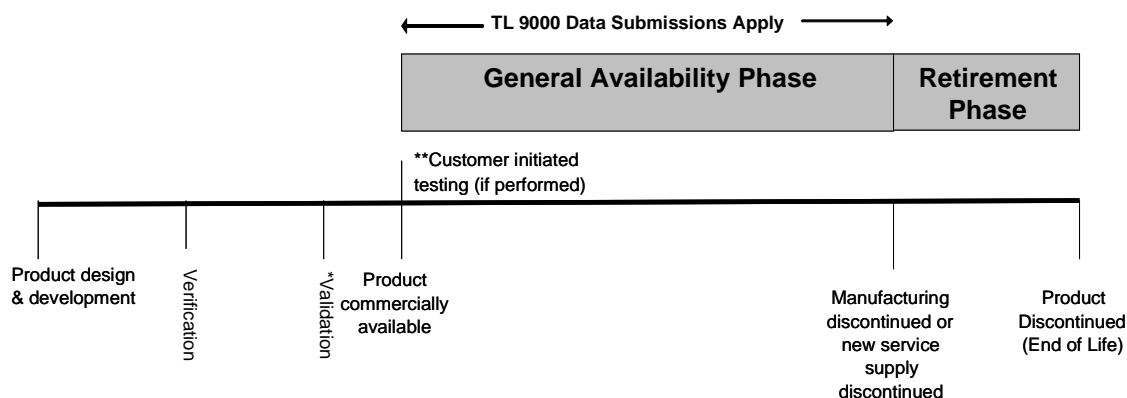 TL 9000 Data Submissions Apply
General Availability Phase
Retirement
Phase
**Customer initiated
testing (if performed)
Product design
& development
Verification
*Validation
Product
commercially
available
Manufacturing
discontinued or
new service
supply
discontinued
Product
Discontinued
(End of Life)